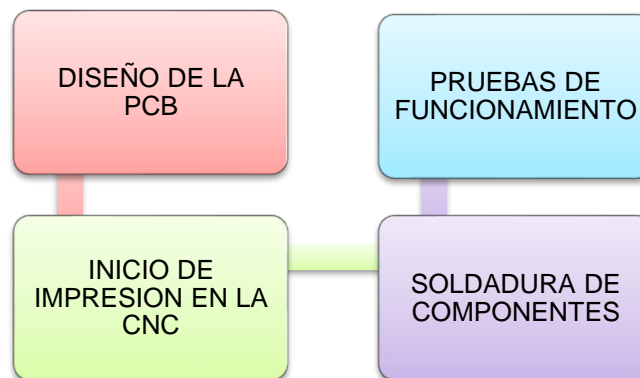 DISEÑO DE LA
PCB
INICIO DE
IMPRESION EN LA
CNC
SOLDADURA DE
COMPONENTES
PRUEBAS DE
FUNCIONAMIENTO